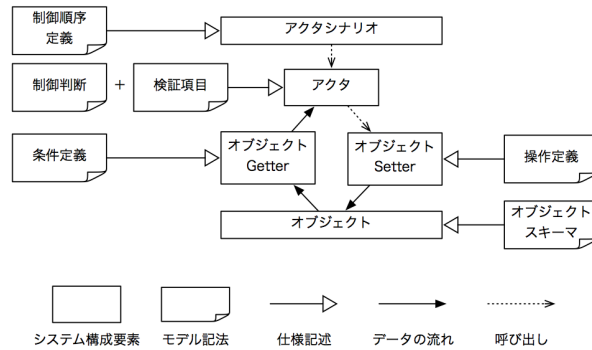 制御順序
定義
アクタシナリオ
制御判断
+
検証項目
アクタ
条件定義
オブジェクト
Getter
オブジェクト
Setter
操作定義
オブジェクト
オブジェクト
スキーマ
システム構成要素
モデル記法
仕様記述
データの流れ
呼び出し